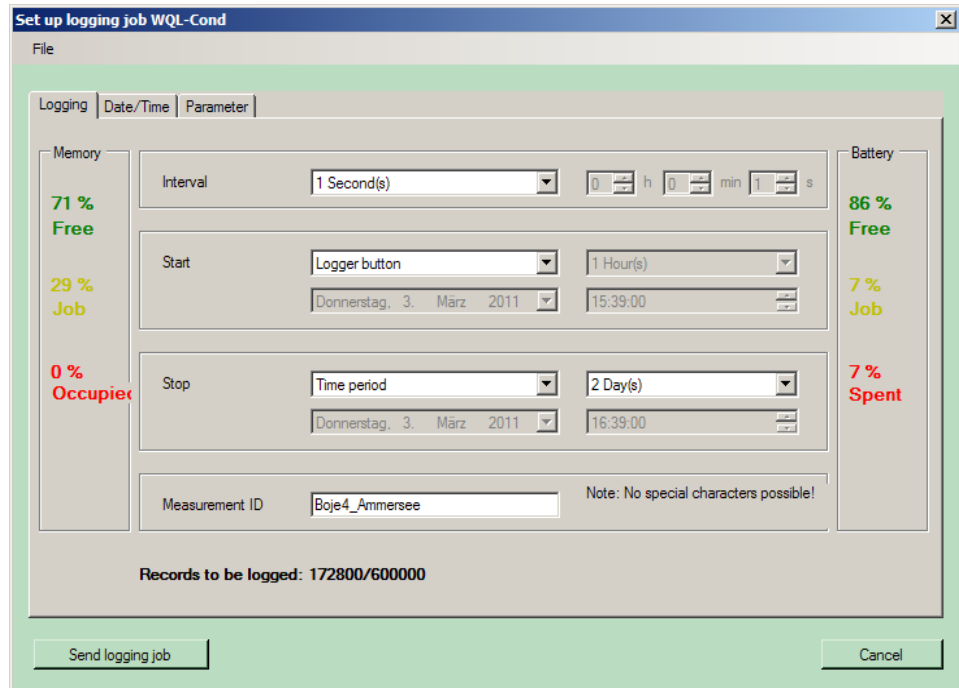 Set up logging job WQL-Cond
File
Logging Date/Time Parameter
Memory
71 %
Free
29 %
Job
0 %
Occupied
Interval 1 Second(s) 0 h 0 min 1 s
Start Logger button 1 Hour(s)
Donnerstag, 3. März 2011 15:39:00
Stop Time period 2 Day(s)
Donnerstag, 3. März 2011 16:39:00
Measurement ID Boje4_Ammersee Note: No special characters possible!
Battery
86 %
Free
7 %
Job
7 %
Spent
Records to be logged: 172800/600000
Send logging job Cancel